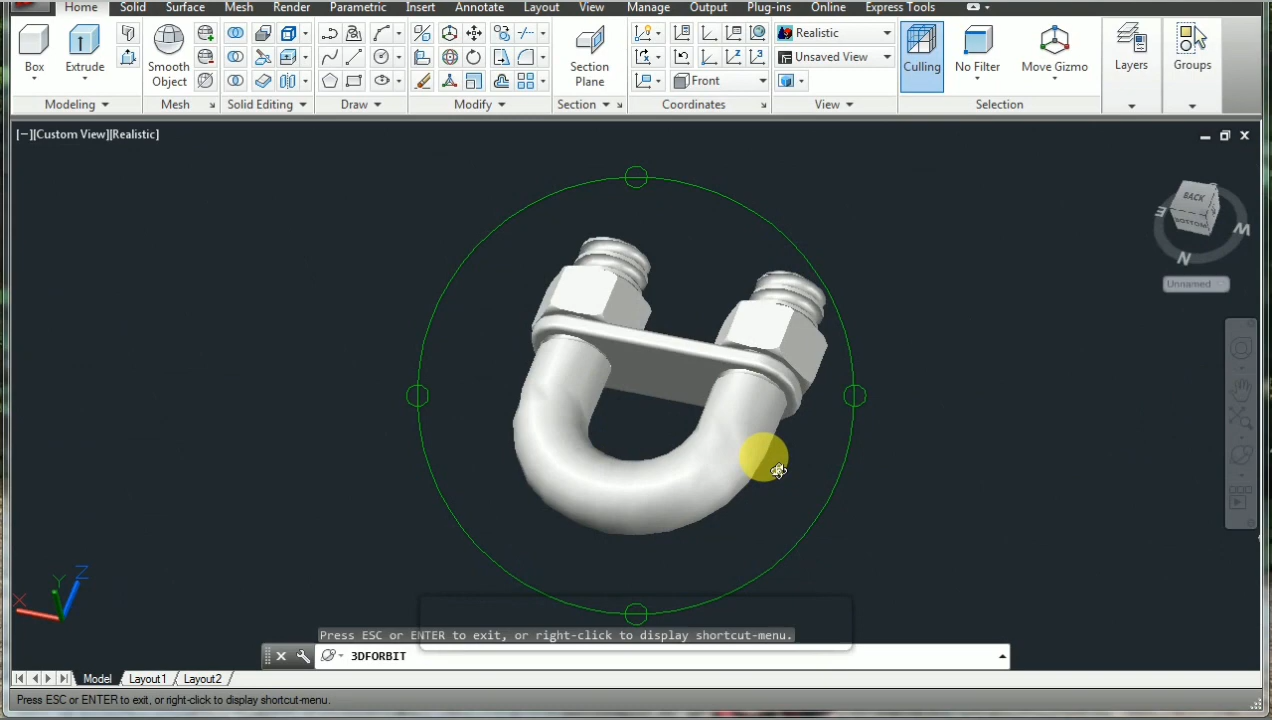 Home Solid Surface Mesh Render Parametric Insert Annotate Layout View Manage Output Plug-ins Online Express Tools
Box Extrude Smooth Object Section Plane Realistic Unsaved View Front Culling No Filter Move Gizmo Layers Groups
Modeling Mesh Solid Editing Draw Modify Section Coordinates View Selection
[−][Custom View][Realistic]
BACK
BOTTOM
E
W
N
Unnamed
Z
Y
X
Press ESC or ENTER to exit, or right-click to display shortcut-menu.
3DFORBIT
Model Layout1 Layout2
Press ESC or ENTER to exit, or right-click to display shortcut-menu.